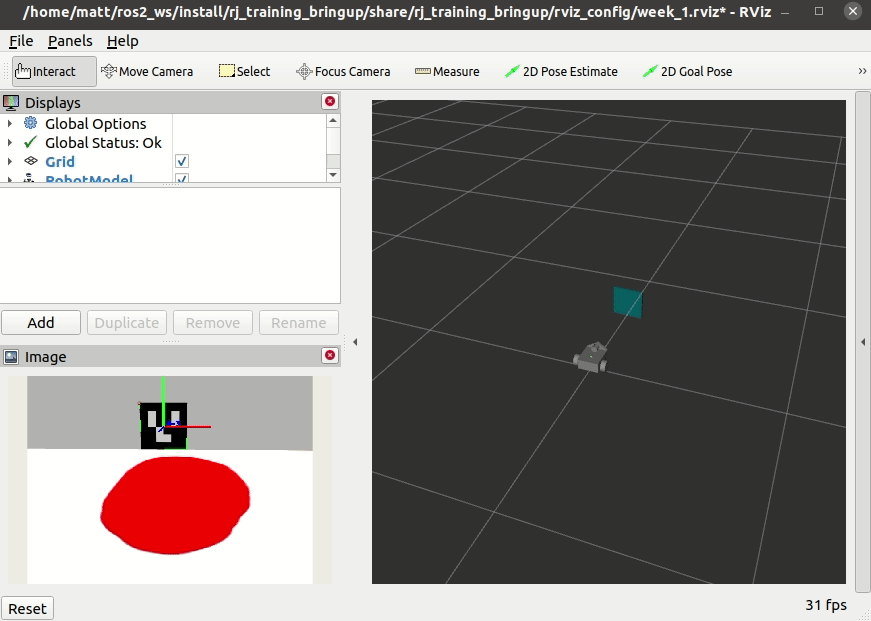 /home/matt/ros2_ws/install/rj_training_bringup/share/rj_training_bringup/rviz_config/week_1.rviz* - RViz
File Panels Help
Interact Move Camera Select Focus Camera Measure 2D Pose Estimate 2D Goal Pose
Displays
Global Options
Global Status: Ok
Grid
RobotModel
Add Duplicate Remove Rename
Image
Reset
31 fps